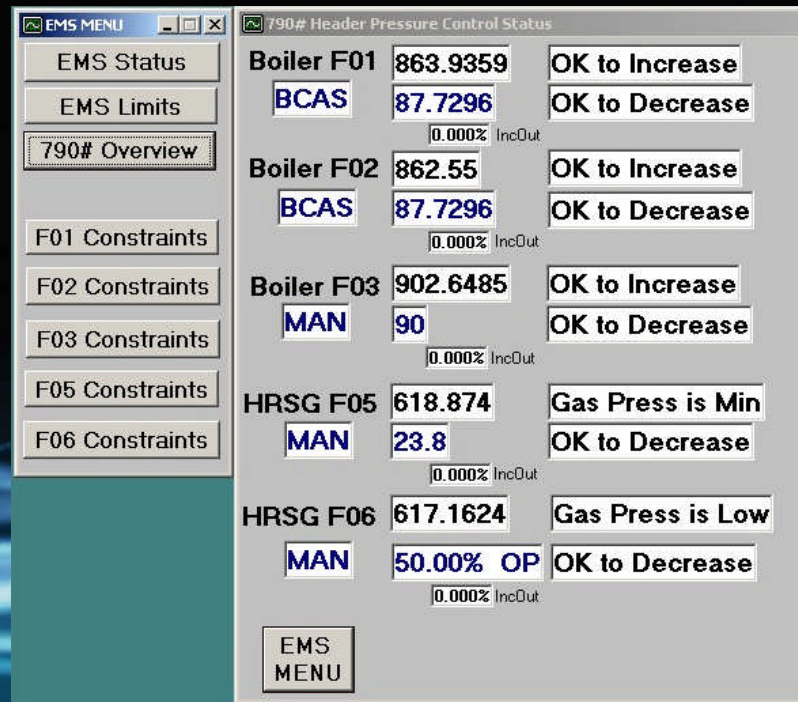 EMS MENU
EMS Status
EMS Limits
790# Overview
F01 Constraints
F02 Constraints
F03 Constraints
F05 Constraints
F06 Constraints
790# Header Pressure Control Status
Boiler F01 863.9359 OK to Increase
BCAS 87.7296 OK to Decrease
0.000% IncOut
Boiler F02 862.55 OK to Increase
BCAS 87.7296 OK to Decrease
0.000% IncOut
Boiler F03 902.6485 OK to Increase
MAN 90 OK to Decrease
0.000% IncOut
HRSG F05 618.874 Gas Press is Min
MAN 23.8 OK to Decrease
0.000% IncOut
HRSG F06 617.1624 Gas Press is Low
MAN 50.00% OP OK to Decrease
0.000% IncOut
EMS
MENU